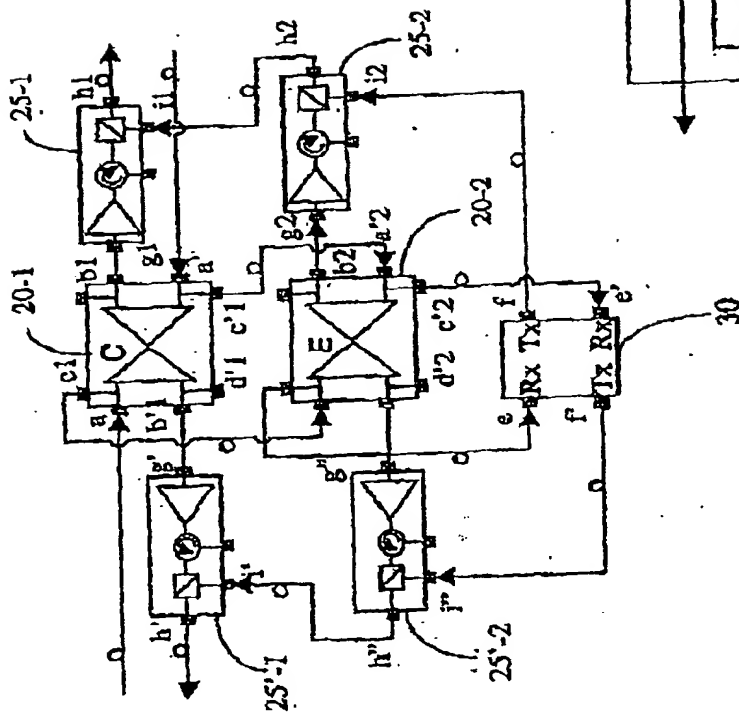 25-1
h1
i1
20-1
c1
b1
g1
C
a'
a
b'1
d'1
c'1
g'
h'
i'
25'-1
h2
25-2
i2
g2
b2
a'2
20-2
E
d'2
c'2
g"
h"
i"
25'-2
f
e'
Rx Tx
Tx Rx
e
f'
30